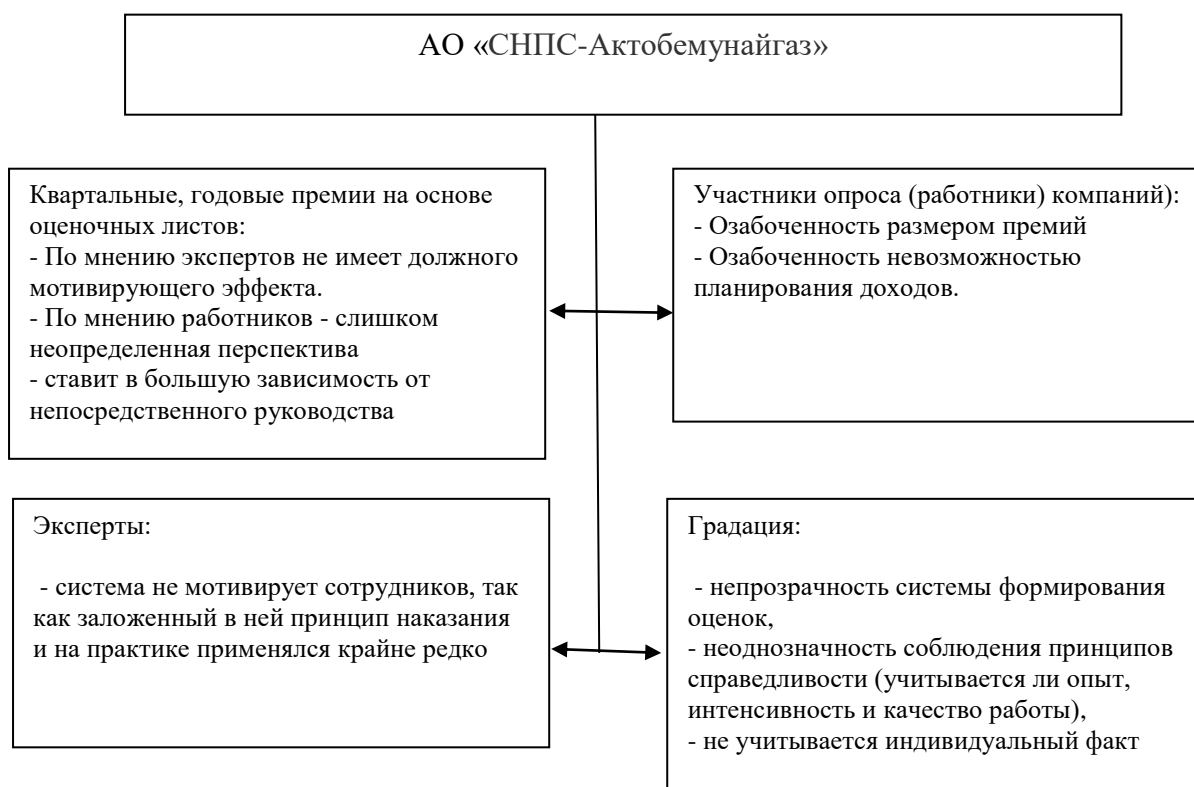 АО «СНПС-Актобемунайгаз»
Квартальные, годовые премии на основе
оценочных листов:
- По мнению экспертов не имеет должного
мотивирующего эффекта.
- По мнению работников - слишком
неопределенная перспектива
- ставит в большую зависимость от
непосредственного руководства
Участники опроса (работники) компаний):
- Озабоченность размером премий
- Озабоченность невозможностью
планирования доходов.
Эксперты:
- система не мотивирует сотрудников, так
как заложенный в ней принцип наказания
и на практике применялся крайне редко
Градация:
- непрозрачность системы формирования
оценок,
- неоднозначность соблюдения принципов
справедливости (учитывается ли опыт,
интенсивность и качество работы),
- не учитывается индивидуальный факт